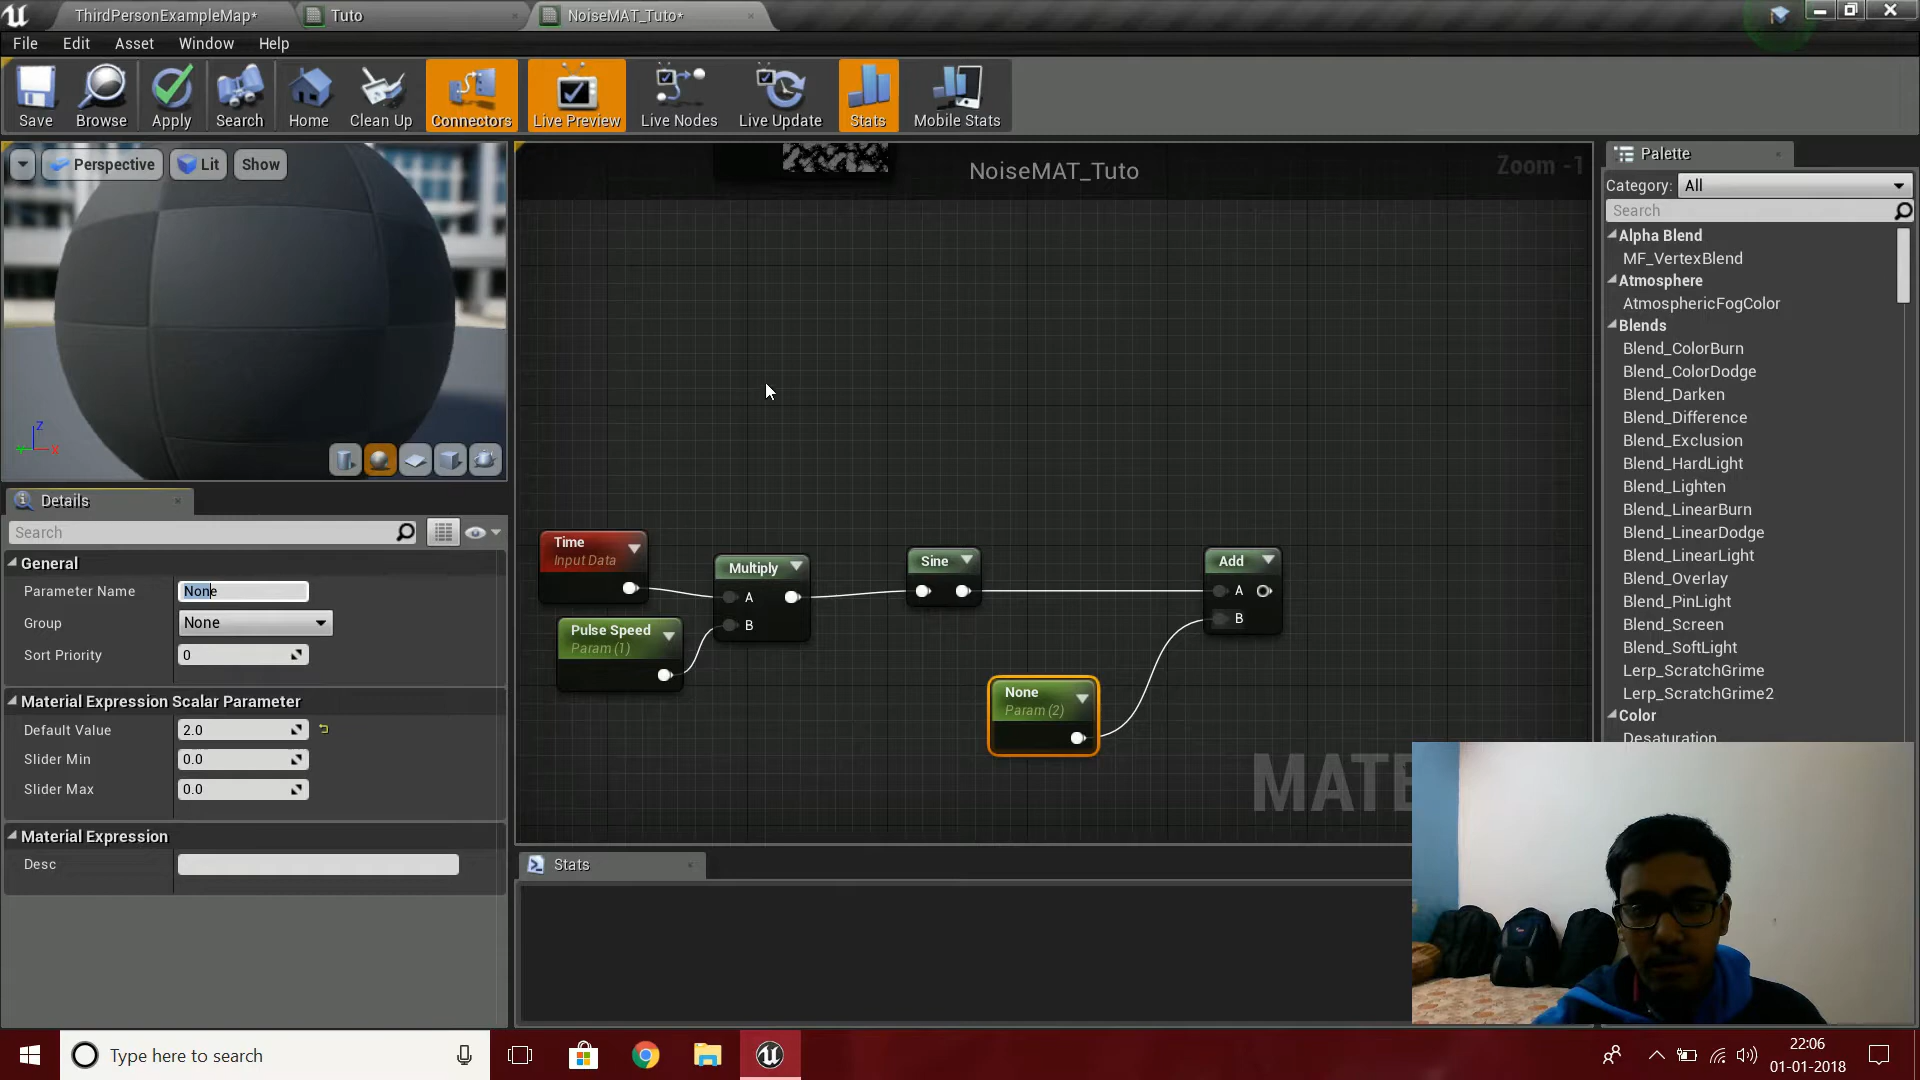 ThirdPersonExampleMap*
Tuto
NoiseMAT_Tuto*
File Edit Asset Window Help
Save Browse Apply Search Home Clean Up Connectors Live Preview Live Nodes Live Update Stats Mobile Stats
Perspective Lit Show
NoiseMAT_Tuto
Zoom -1
Z
X
Details
Search
General
Parameter Name None
Group None
Sort Priority 0
Material Expression Scalar Parameter
Default Value 2.0
Slider Min 0.0
Slider Max 0.0
Material Expression
Desc
Time
Input Data
Pulse Speed
Param (1)
Multiply
A
B
Sine
None
Param (2)
Add
A
B
MATE
Stats
Palette
Category: All
Search
Alpha Blend
MF_VertexBlend
Atmosphere
AtmosphericFogColor
Blends
Blend_ColorBurn
Blend_ColorDodge
Blend_Darken
Blend_Difference
Blend_Exclusion
Blend_HardLight
Blend_Lighten
Blend_LinearBurn
Blend_LinearDodge
Blend_LinearLight
Blend_Overlay
Blend_PinLight
Blend_Screen
Blend_SoftLight
Lerp_ScratchGrime
Lerp_ScratchGrime2
Color
Desaturation
Type here to search
22:06
01-01-2018